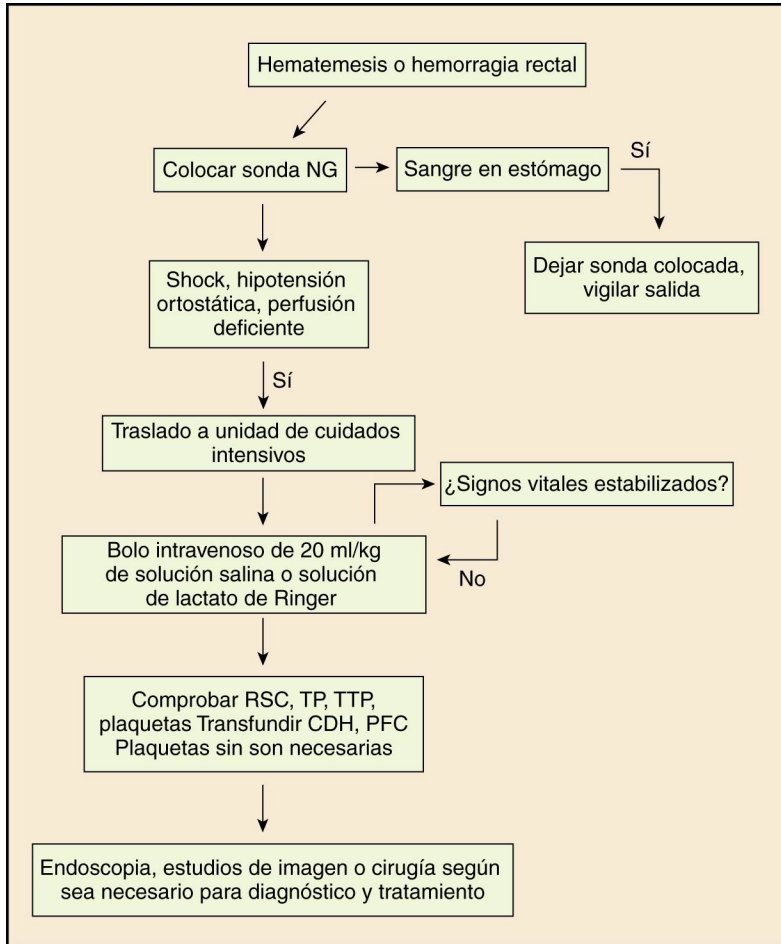 Hematemesis o hemorragia rectal
Colocar sonda NG
Sangre en estómago
Sí
Dejar sonda colocada,
vigilar salida
Shock, hipotensión
ortostática, perfusión
deficiente
Sí
Traslado a unidad de cuidados
intensivos
¿Signos vitales estabilizados?
No
Bolo intravenoso de 20 ml/kg
de solución salina o solución
de lactato de Ringer
Comprobar RSC, TP, TTP,
plaquetas Transfundir CDH, PFC
Plaquetas sin son necesarias
Endoscopia, estudios de imagen o cirugía según
sea necesario para diagnóstico y tratamiento